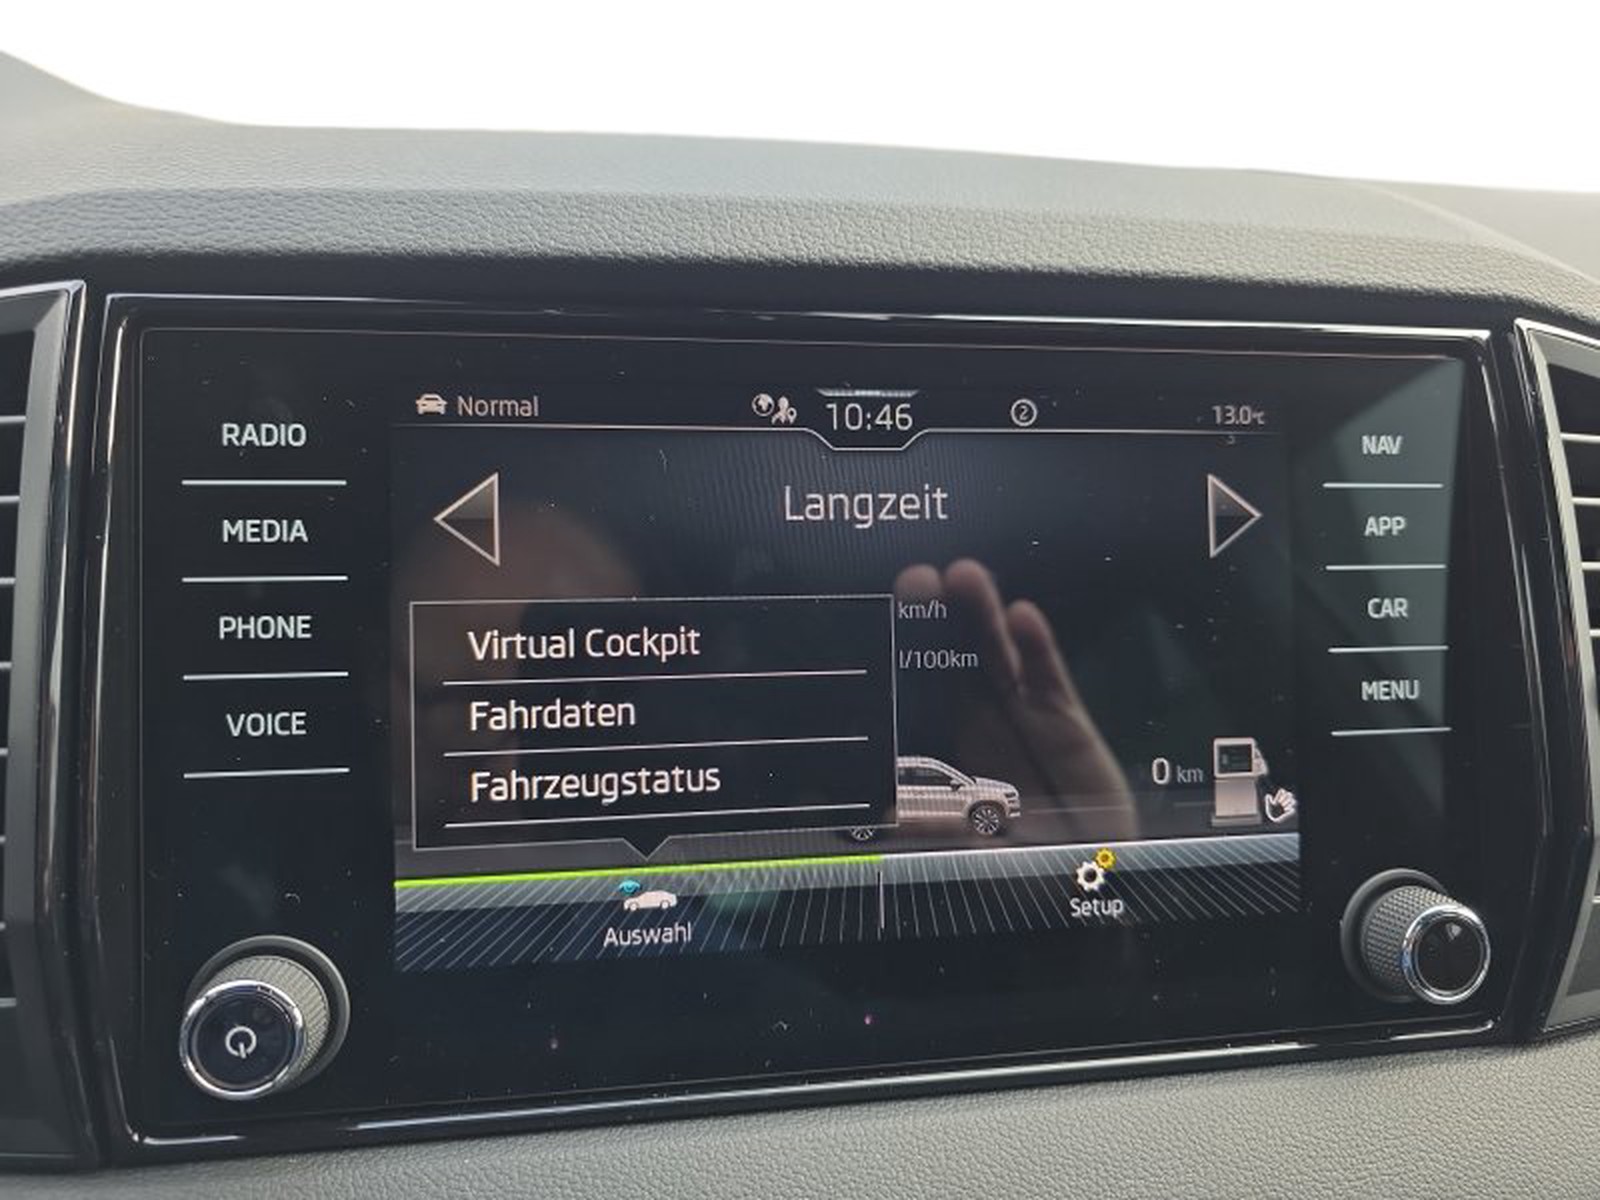 RADIO
MEDIA
PHONE
VOICE
Normal
10:46
2
13.0°C
Langzeit
km/h
l/100km
Virtual Cockpit
Fahrdaten
Fahrzeugstatus
0 km
Auswahl
Setup
NAV
APP
CAR
MENU